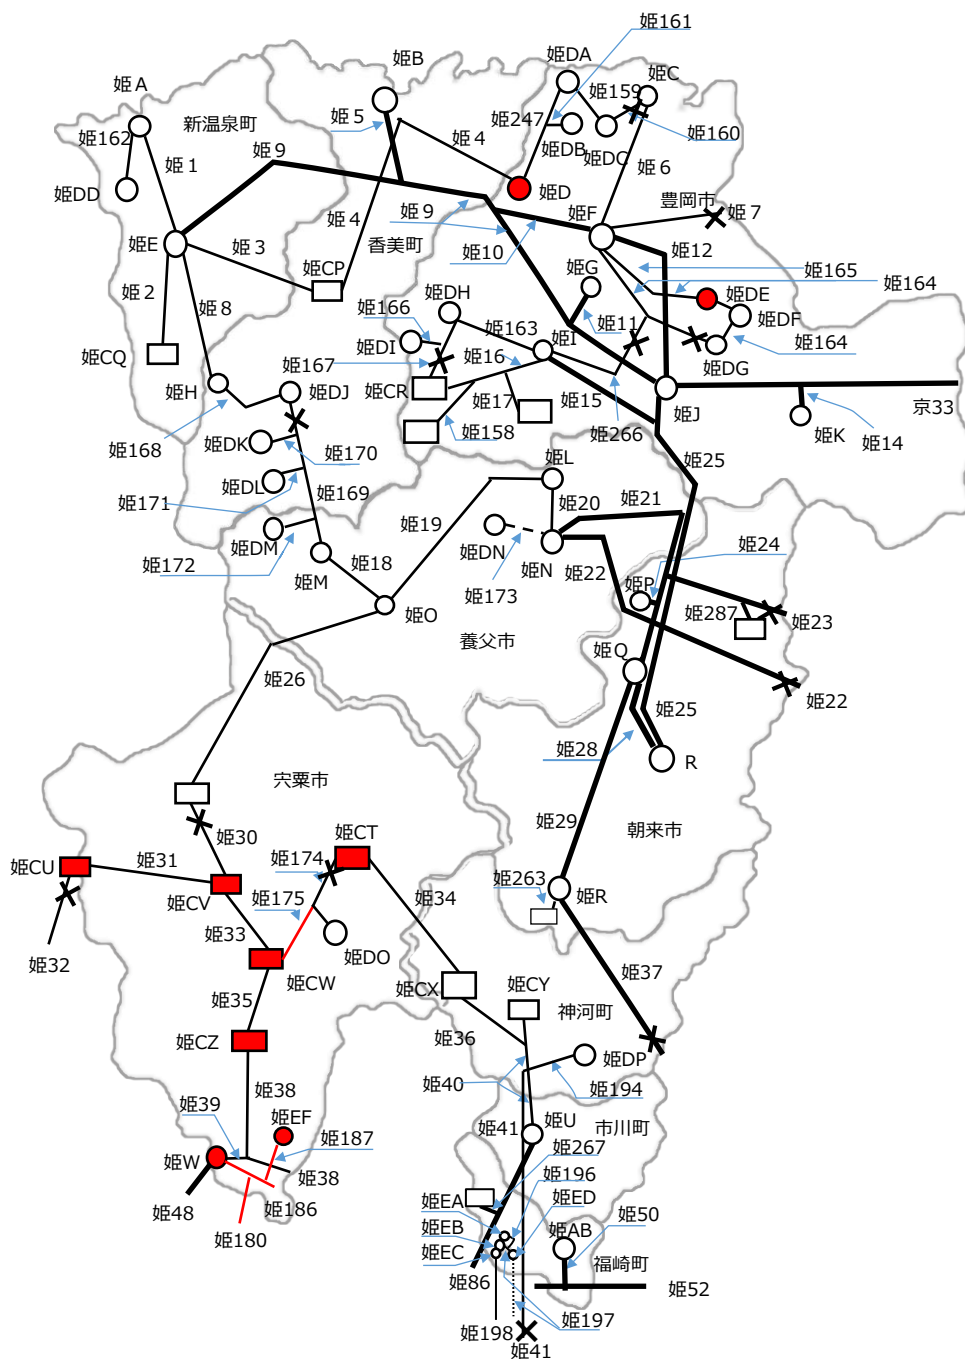 姫161
姫B
姫DA
姫C
姫A
姫159
新温泉町
姫５
姫４
姫247
姫162
姫160
姫９
姫DB
姫DC
姫１
姫６
姫DD
姫D
豊岡市
姫４
姫９
姫F
姫７
姫E
姫３
香美町
姫10
姫12
姫CP
姫G
姫165
姫164
姫２
姫８
姫DH
姫DE
姫166
姫163
姫11
姫DF
姫DI
姫I
姫164
姫CQ
姫167
姫16
姫DG
姫CR
姫H
姫DJ
姫17
姫15
姫J
京33
姫158
姫266
姫K
姫14
姫168
姫DK
姫170
姫L
姫25
姫171
姫DL
姫169
姫20
姫21
姫19
姫DM
姫DN
姫24
姫172
姫M
姫18
姫N
姫22
姫P
姫173
姫287
姫23
姫O
養父市
姫Q
姫26
姫22
姫25
姫28
R
宍粟市
姫29
朝来市
姫30
姫CT
姫174
姫31
姫CU
姫263
姫CV
姫175
姫34
姫R
姫33
姫DO
姫32
姫CW
姫37
姫CX
姫CY
姫35
神河町
姫CZ
姫36
姫DP
姫38
姫40
姫194
姫39
姫EF
姫U
姫187
姫41
市川町
姫267
姫W
姫38
姫196
姫EA
姫ED
姫48
姫186
姫EB
姫AB
姫50
姫180
姫EC
福崎町
姫86
姫52
姫198
姫197
姫41